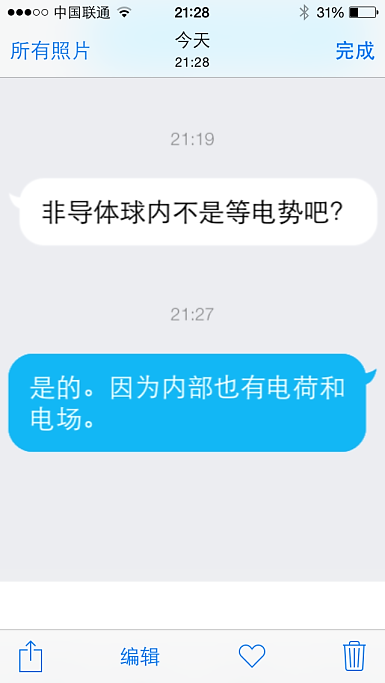 中国联通 21:28 31%
所有照片 今天 完成
21:28
21:19
非导体球内不是等电势吧？
21:27
是的。因为内部也有电荷和
电场。
编辑